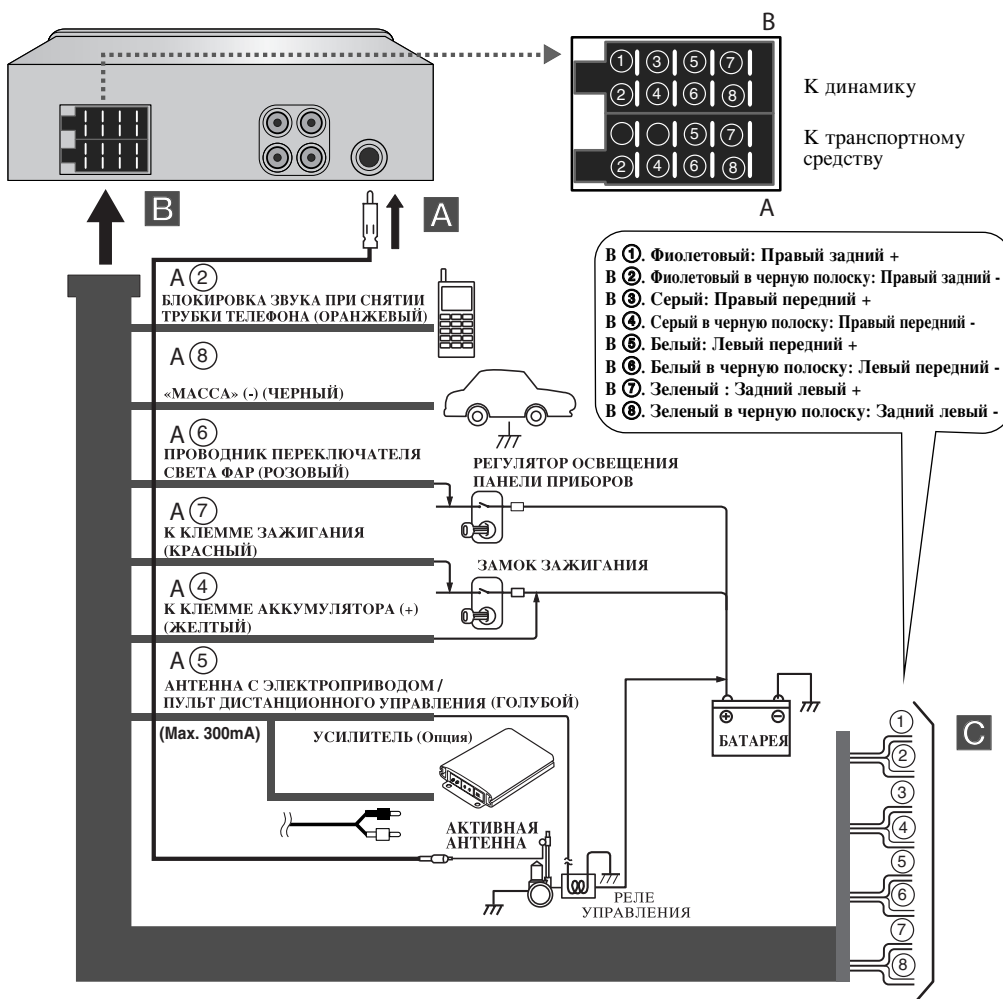 B
① ③ ⑤ ⑦
② ④ ⑥ ⑧
К динамику
⑤ ⑦
② ④ ⑥ ⑧
К транспортному
средству
A
B
A
В ①. Фиолетовый: Правый задний +
В ②. Фиолетовый в черную полоску: Правый задний -
В ③. Серый: Правый передний +
В ④. Серый в черную полоску: Правый передний -
В ⑤. Белый: Левый передний +
В ⑥. Белый в черную полоску: Левый передний -
В ⑦. Зеленый : Задний левый +
В ⑧. Зеленый в черную полоску: Задний левый -
A ②
БЛОКИРОВКА ЗВУКА ПРИ СНЯТИИ
ТРУБКИ ТЕЛЕФОНА (ОРАНЖЕВЫЙ)
A ⑧
«МАССА» (-) (ЧЕРНЫЙ)
A ⑥
ПРОВОДНИК ПЕРЕКЛЮЧАТЕЛЯ
СВЕТА ФАР (РОЗОВЫЙ)
РЕГУЛЯТОР ОСВЕЩЕНИЯ
ПАНЕЛИ ПРИБОРОВ
A ⑦
К КЛЕММЕ ЗАЖИГАНИЯ
(КРАСНЫЙ)
ЗАМОК ЗАЖИГАНИЯ
A ④
К КЛЕММЕ АККУМУЛЯТОРА (+)
(ЖЕЛТЫЙ)
A ⑤
АНТЕННА С ЭЛЕКТРОПРИВОДОМ /
ПУЛЬТ ДИСТАНЦИОННОГО УПРАВЛЕНИЯ (ГОЛУБОЙ)
(Max. 300mA)
УСИЛИТЕЛЬ (Опция)
⊕ ⊖
БАТАРЕЯ
АКТИВНАЯ
АНТЕННА
РЕЛЕ
УПРАВЛЕНИЯ
C
①
②
③
④
⑤
⑥
⑦
⑧